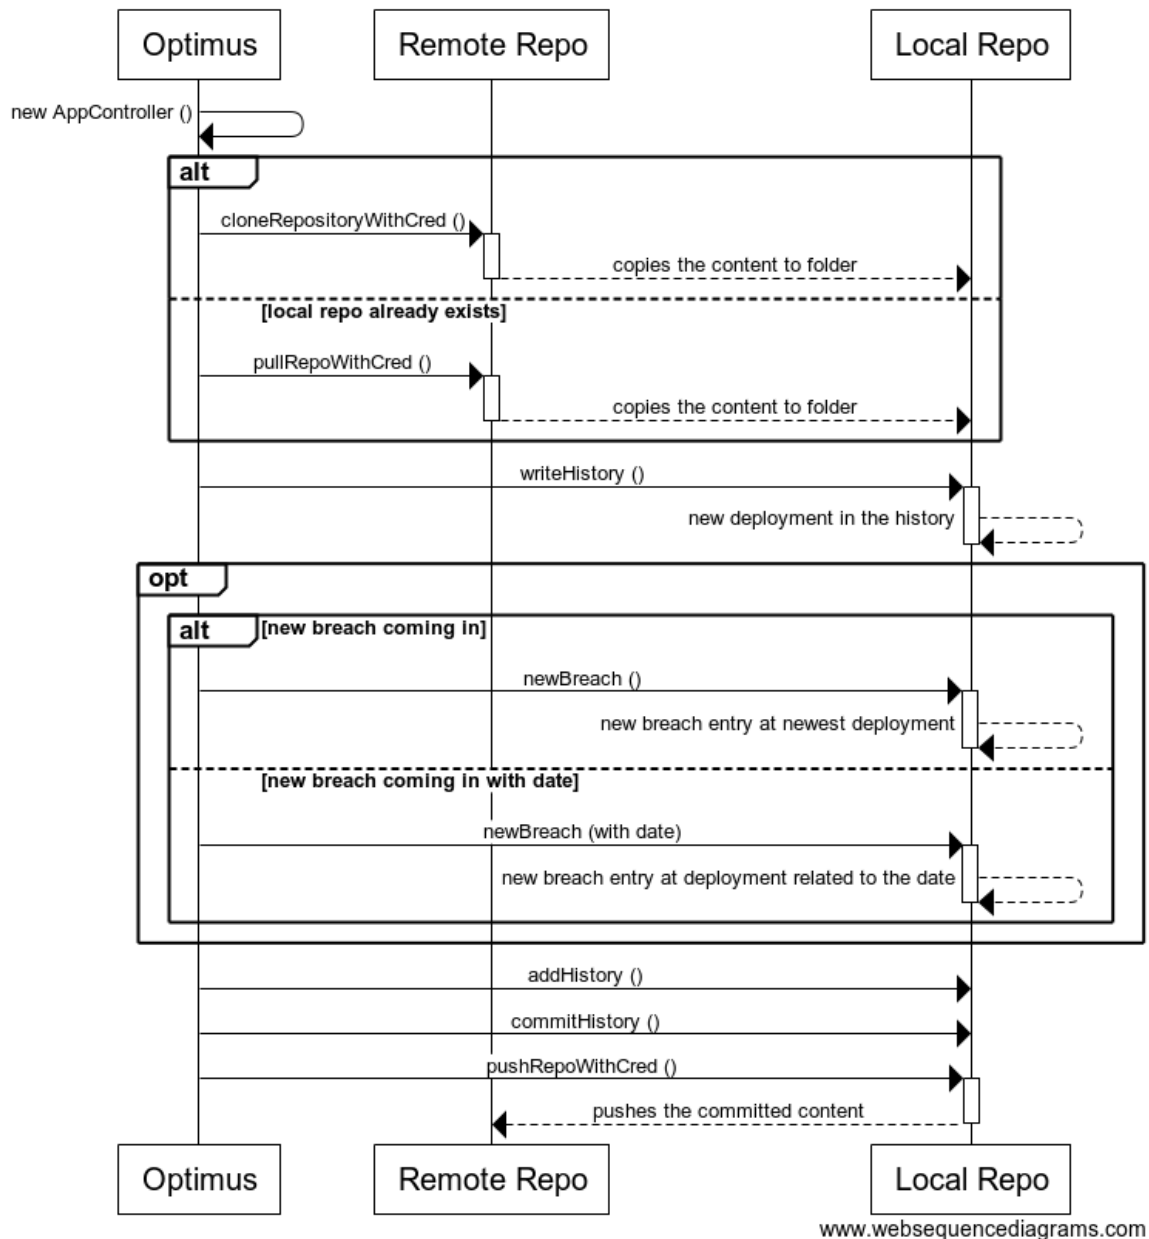 Optimus
Remote Repo
Local Repo
new AppController ()
alt
cloneRepositoryWithCred ()
copies the content to folder
[local repo already exists]
pullRepoWithCred ()
copies the content to folder
writeHistory ()
new deployment in the history
opt
alt
[new breach coming in]
newBreach ()
new breach entry at newest deployment
[new breach coming in with date]
newBreach (with date)
new breach entry at deployment related to the date
addHistory ()
commitHistory ()
pushRepoWithCred ()
pushes the committed content
Optimus
Remote Repo
Local Repo
www.websequencediagrams.com